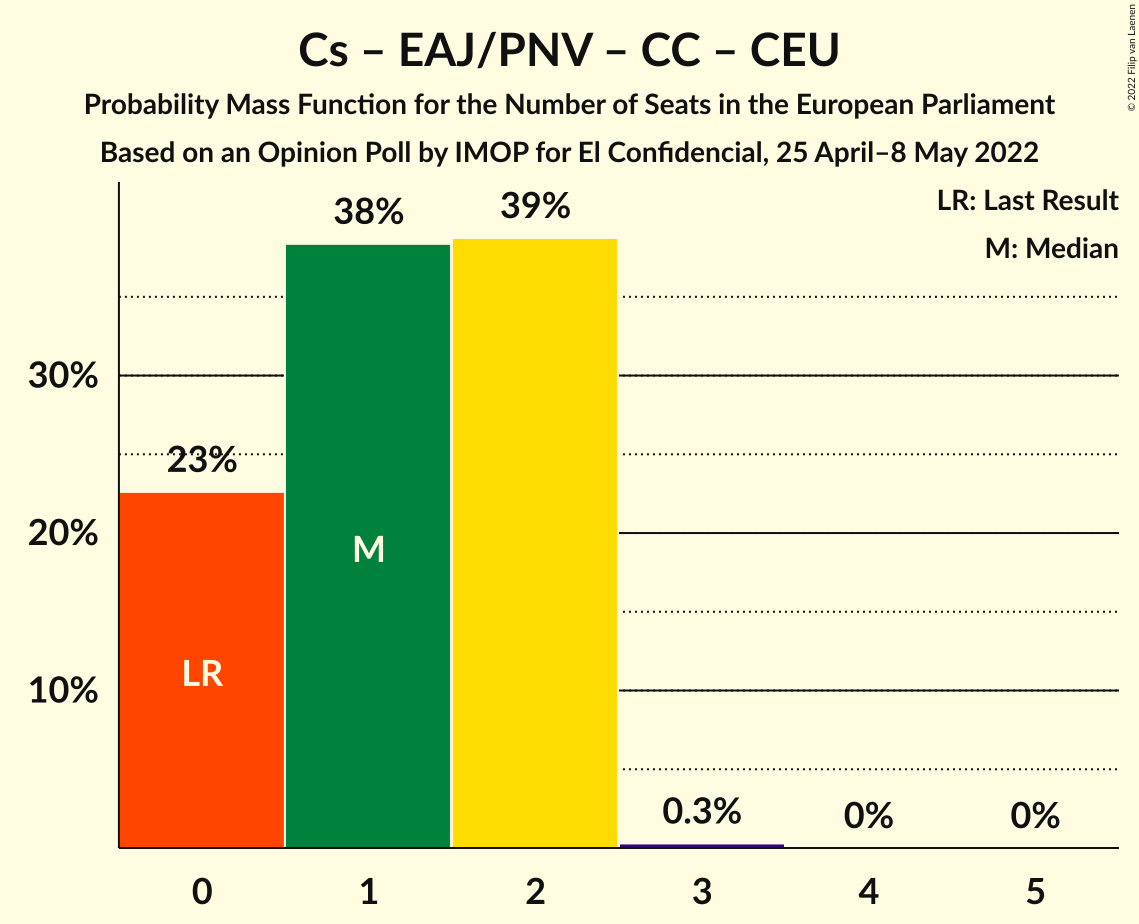 Cs – EAJ/PNV – CC – CEU
Probability Mass Function for the Number of Seats in the European Parliament
Based on an Opinion Poll by IMOP for El Confidencial, 25 April–8 May 2022
© 2022 Filip van Laenen
LR: Last Result
M: Median
38%
39%
30%
23%
20%
M
LR
10%
0.3%
0%
0%
0
1
2
3
4
5